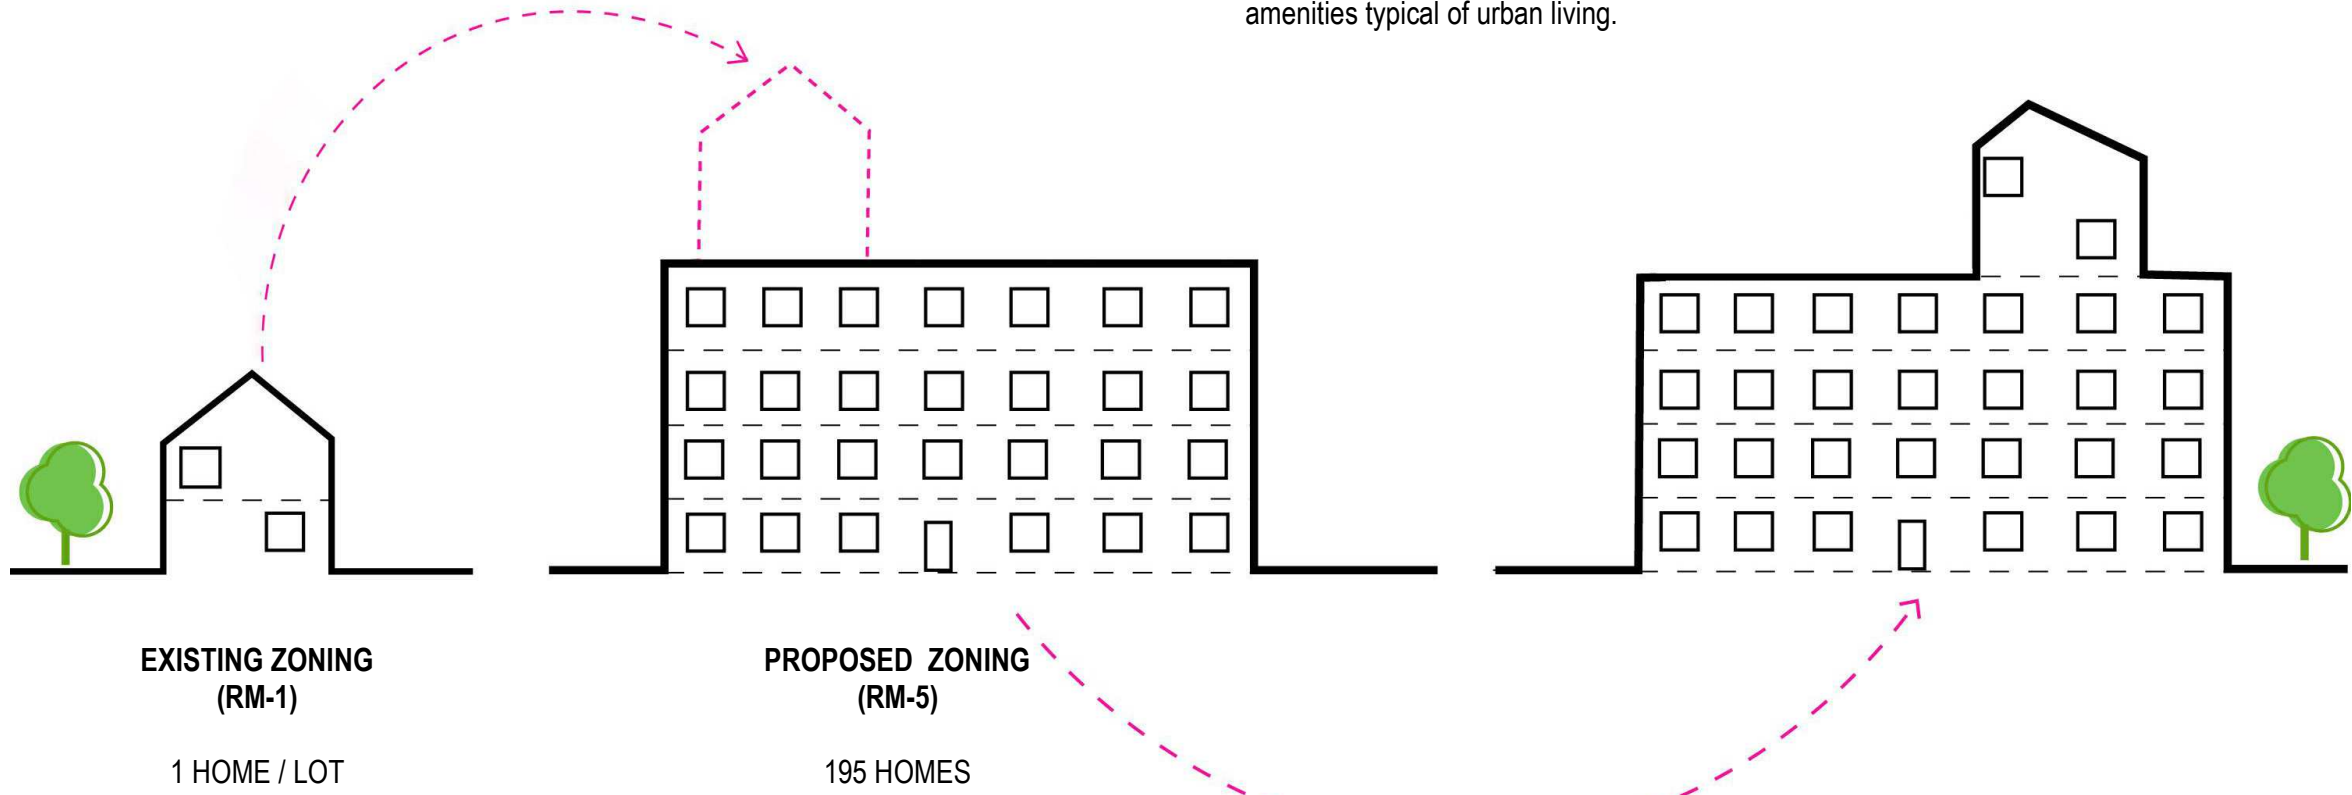 amenities typical of urban living.
EXISTING ZONING
(RM-1)
1 HOME / LOT
PROPOSED ZONING
(RM-5)
195 HOMES